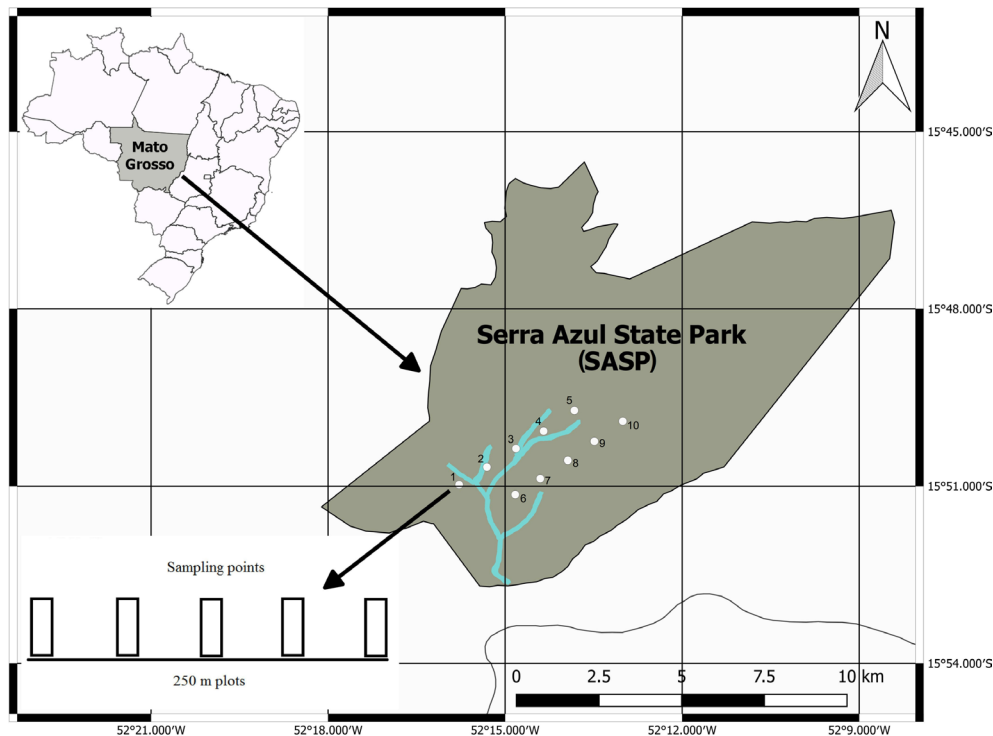 N
Mato
Grosso
15°45.000'S
15°48.000'S
Serra Azul State Park
(SASP)
5
4
10
3
9
2
8
1
7
6
15°51.000'S
Sampling points
250 m plots
15°54.000'S
0 2.5 5 7.5 10 km
52°21.000'W 52°18.000'W 52°15.000'W 52°12.000'W 52°9.000'W